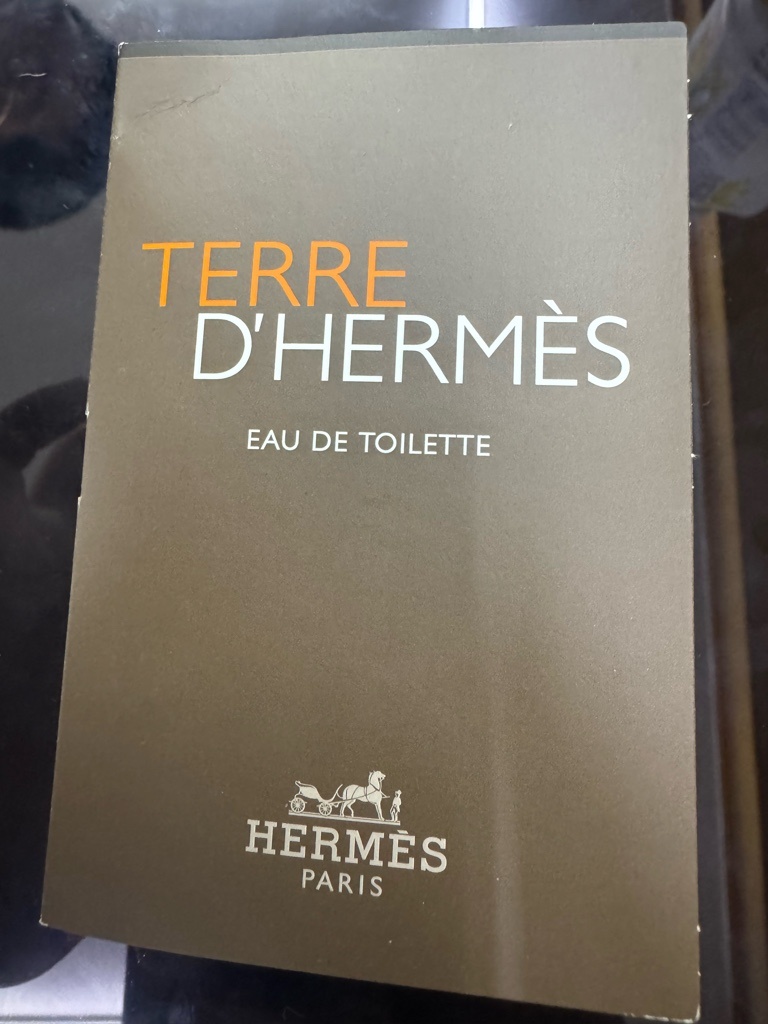 TERRE
D'HERMÈS
EAU DE TOILETTE
HERMÈS
PARIS